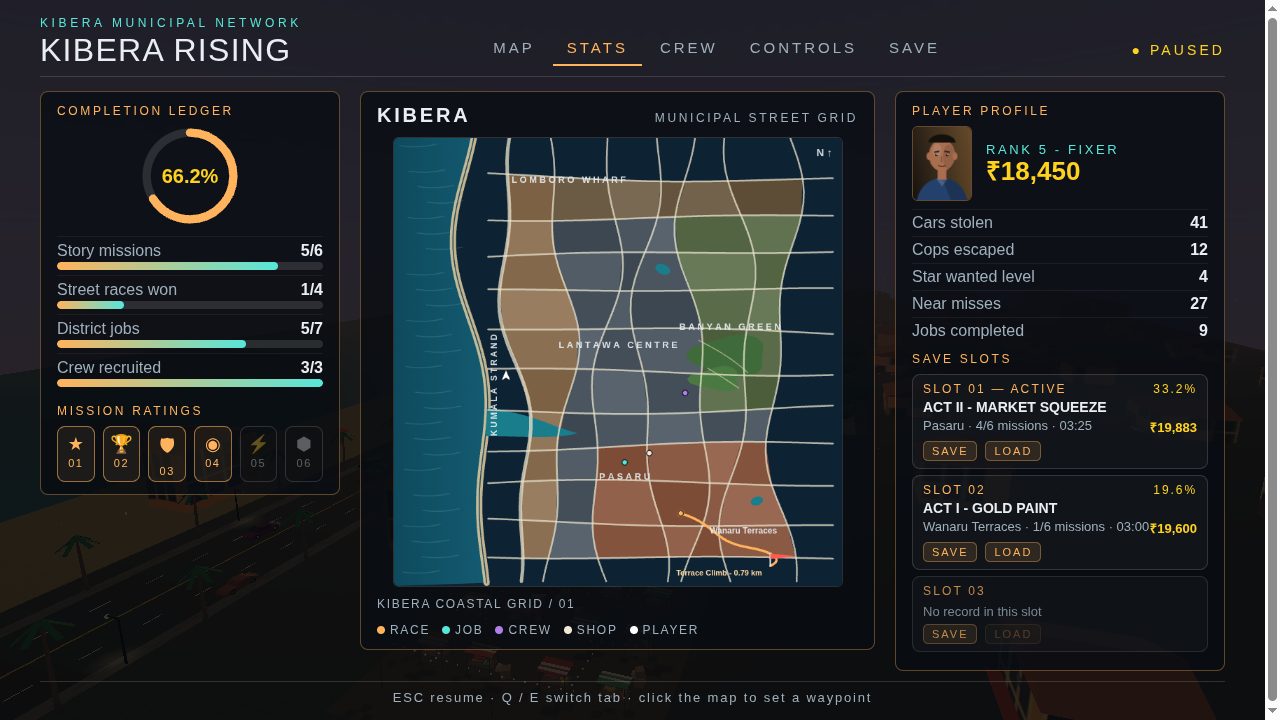 KIBERA MUNICIPAL NETWORK
KIBERA RISING
MAP STATS CREW CONTROLS SAVE
● PAUSED
COMPLETION LEDGER
66.2%
Story missions 5/6
Street races won 1/4
District jobs 5/7
Crew recruited 3/3
MISSION RATINGS
01 02 03 04 05 06
KIBERA
MUNICIPAL STREET GRID
N ↑
LOMBORO WHARF
BANYAN GREEN
LANTAWA CENTRE
KUMALA STRAND
PASARU
Wanaru Terraces
Terrace Climb · 0.79 km
KIBERA COASTAL GRID / 01
RACE JOB CREW SHOP PLAYER
PLAYER PROFILE
RANK 5 - FIXER
₹18,450
Cars stolen 41
Cops escaped 12
Star wanted level 4
Near misses 27
Jobs completed 9
SAVE SLOTS
SLOT 01 — ACTIVE 33.2%
ACT II - MARKET SQUEEZE
Pasaru · 4/6 missions · 03:25 ₹19,883
SAVE LOAD
SLOT 02 19.6%
ACT I - GOLD PAINT
Wanaru Terraces · 1/6 missions · 03:00 ₹19,600
SAVE LOAD
SLOT 03
No record in this slot
SAVE LOAD
ESC resume · Q / E switch tab · click the map to set a waypoint